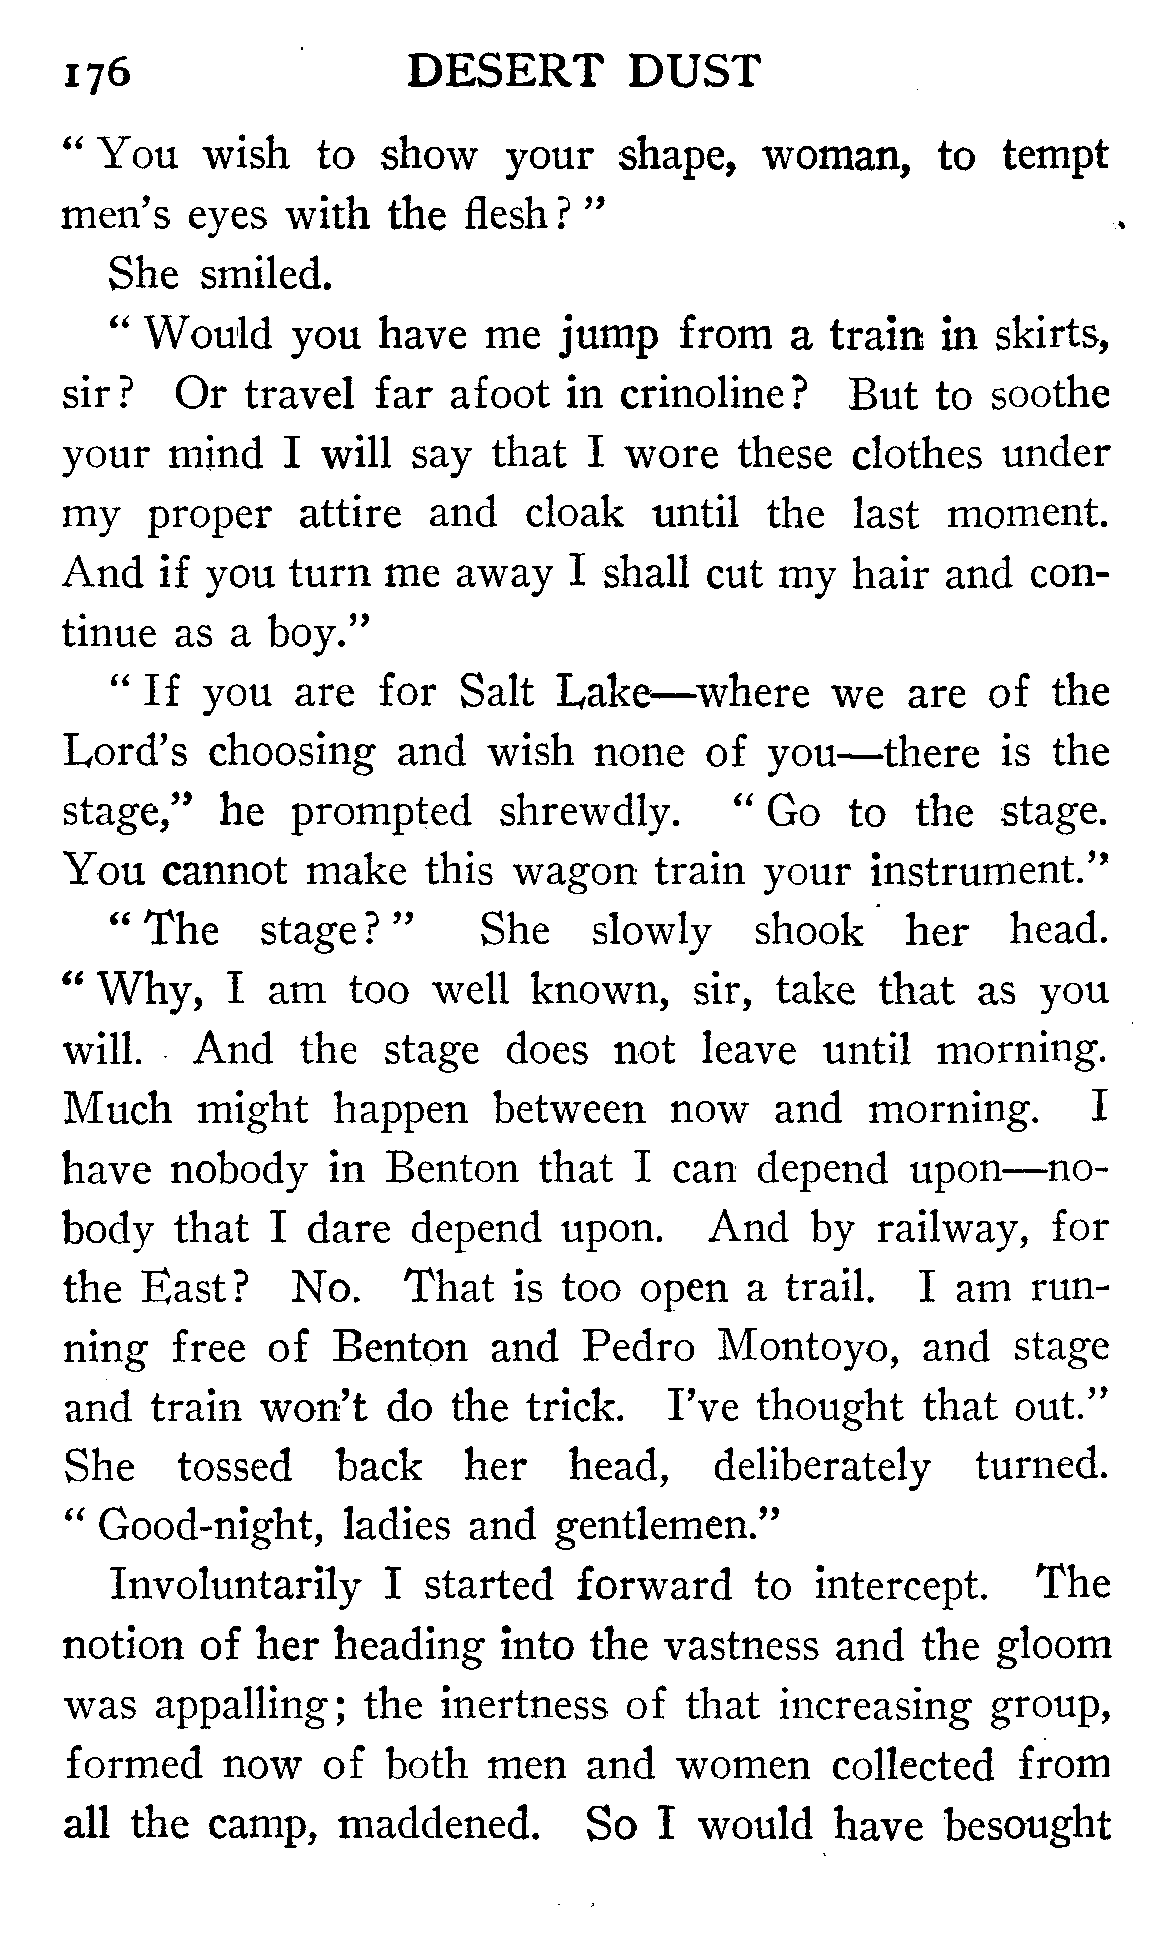 176 DESERT DUST
“ You wish to show your shape, woman, to tempt
men’s eyes with the flesh? ”
She smiled.
“ Would you have me jump from a train in skirts,
sir? Or travel far afoot in crinoline? But to soothe
your mind I will say that I wore these clothes under
my proper attire and cloak until the last moment.
And if you turn me away I shall cut my hair and con-
tinue as a boy.”
“ If you are for Salt Lake—where we are of the
Lord’s choosing and wish none of you—there is the
stage,” he prompted shrewdly. “ Go to the stage.
You cannot make this wagon train your instrument.”
“ The stage? ” She slowly shook her head.
“ Why, I am too well known, sir, take that as you
will. And the stage does not leave until morning.
Much might happen between now and morning. I
have nobody in Benton that I can depend upon—no-
body that I dare depend upon. And by railway, for
the East? No. That is too open a trail. I am run-
ning free of Benton and Pedro Montoyo, and stage
and train won’t do the trick. I’ve thought that out.”
She tossed back her head, deliberately turned.
“ Good-night, ladies and gentlemen.”
Involuntarily I started forward to intercept. The
notion of her heading into the vastness and the gloom
was appalling; the inertness of that increasing group,
formed now of both men and women collected from
all the camp, maddened. So I would have besought